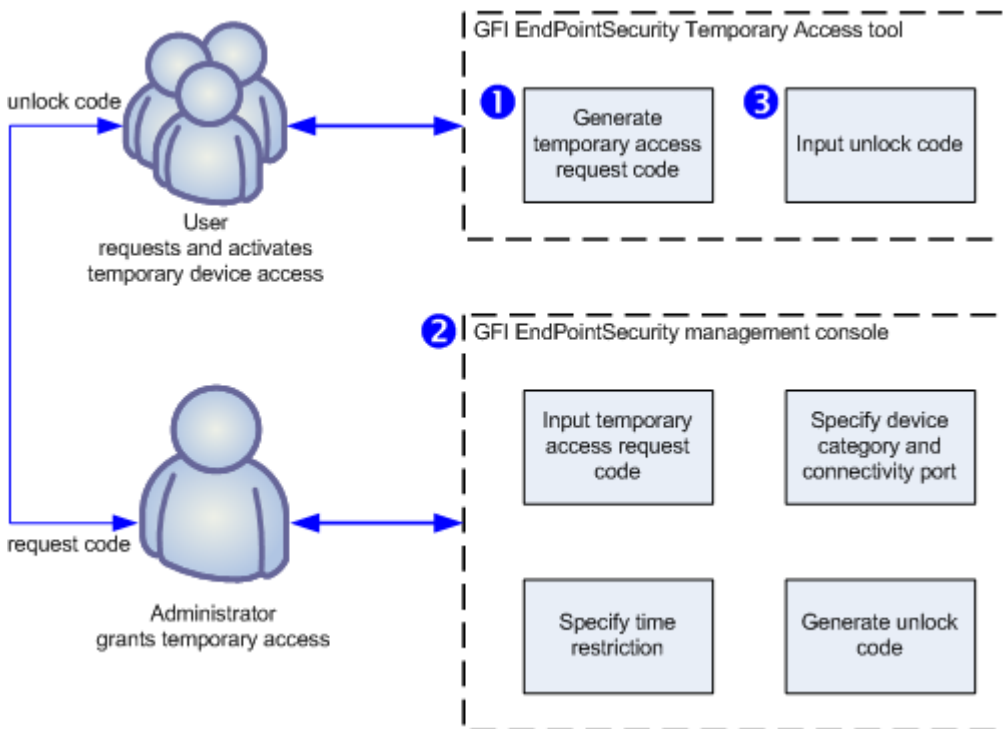 GFI EndPointSecurity Temporary Access tool
unlock code
1
Generate
temporary access
request code
3
Input unlock code
User
requests and activates
temporary device access
2
GFI EndPointSecurity management console
Input temporary
access request
code
Specify device
category and
connectivity port
request code
Administrator
grants temporary access
Specify time
restriction
Generate unlock
code